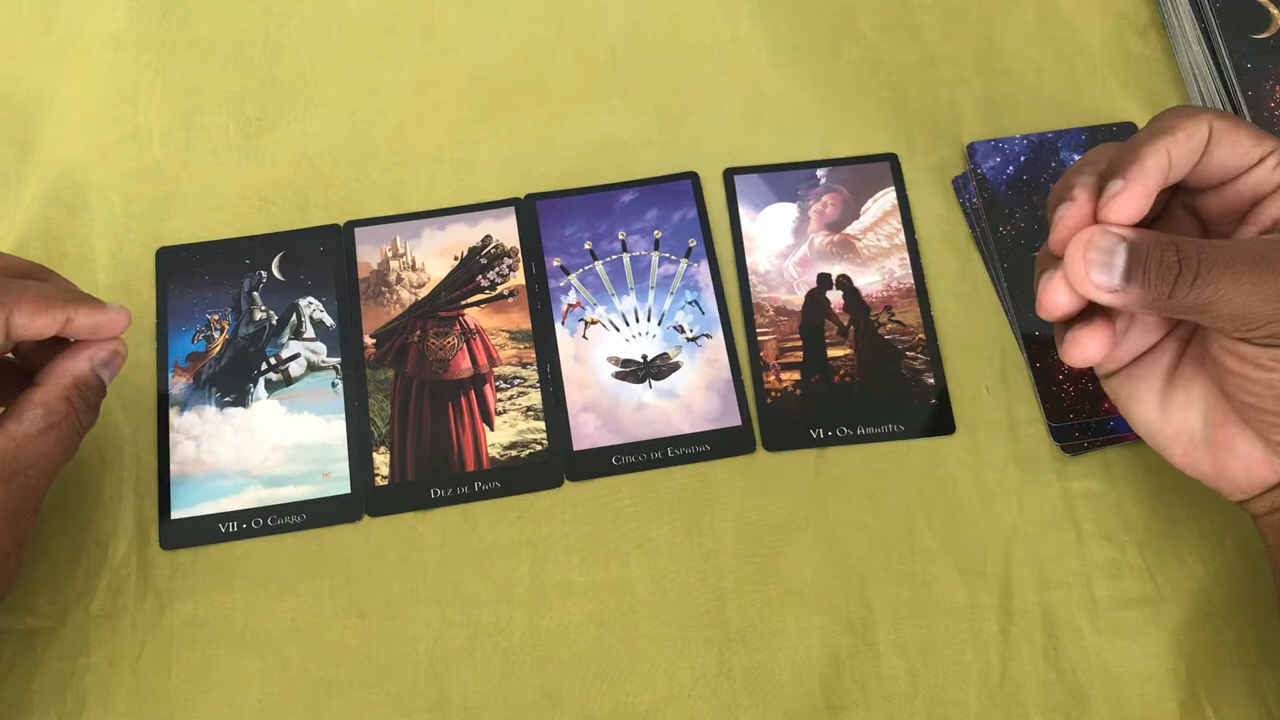 VII • O Carro
Dez de Paus
Cinco de Espadas
VI • Os Amantes